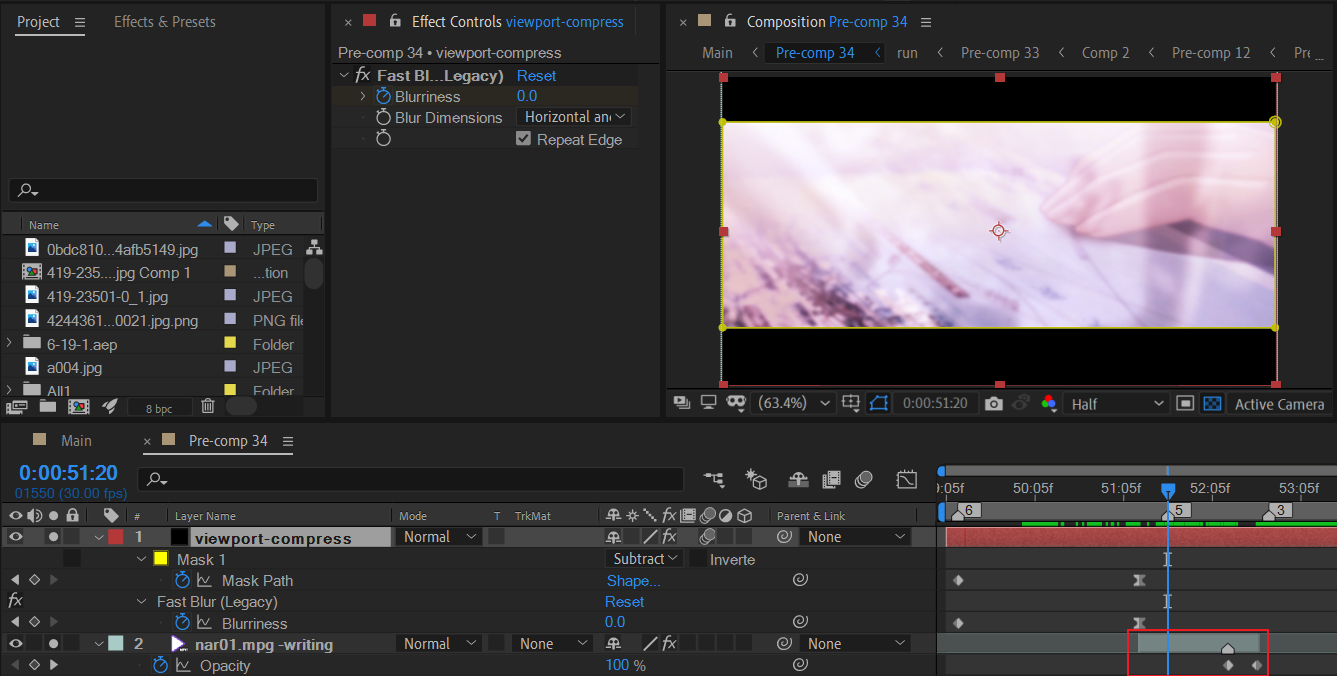 Project
Effects & Presets
Name
Type
0bdc810...4afb5149.jpg
JPEG
419-235....jpg Comp 1
...tion
419-23501-0_1.jpg
JPEG
4244361...0021.jpg.png
PNG file
6-19-1.aep
Folder
a004.jpg
JPEG
All1
Folder
8 bpc
× Effect Controls viewport-compress
Pre-comp 34 • viewport-compress
fx Fast Bl...Legacy) Reset
Blurriness 0.0
Blur Dimensions Horizontal and
Repeat Edge
× Composition Pre-comp 34
Main < Pre-comp 34 < run < Pre-comp 33 < Comp 2 < Pre-comp 12 < Pre ...
(63.4%) 0:00:51:20 Half Active Camera
Main × Pre-comp 34
0:00:51:20
01550 (30.00 fps)
:05f 50:05f 51:05f 52:05f 53:05f
# Layer Name Mode T TrkMat fx Parent & Link
6 5 3
1 viewport-compress Normal fx None
Mask 1 Subtract Inverte
Mask Path Shape...
fx Fast Blur (Legacy) Reset
Blurriness 0.0
2 nar01.mpg -writing Normal None fx None
Opacity 100 %